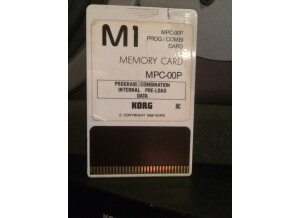 M1
MPC-00P
PROG/COMBI
CARD
MEMORY CARD
MPC-00P
PROGRAM/COMBINATION
INTERNAL PRE-LOAD
DATA
KORG
© COPYRIGHT 1988 KORG